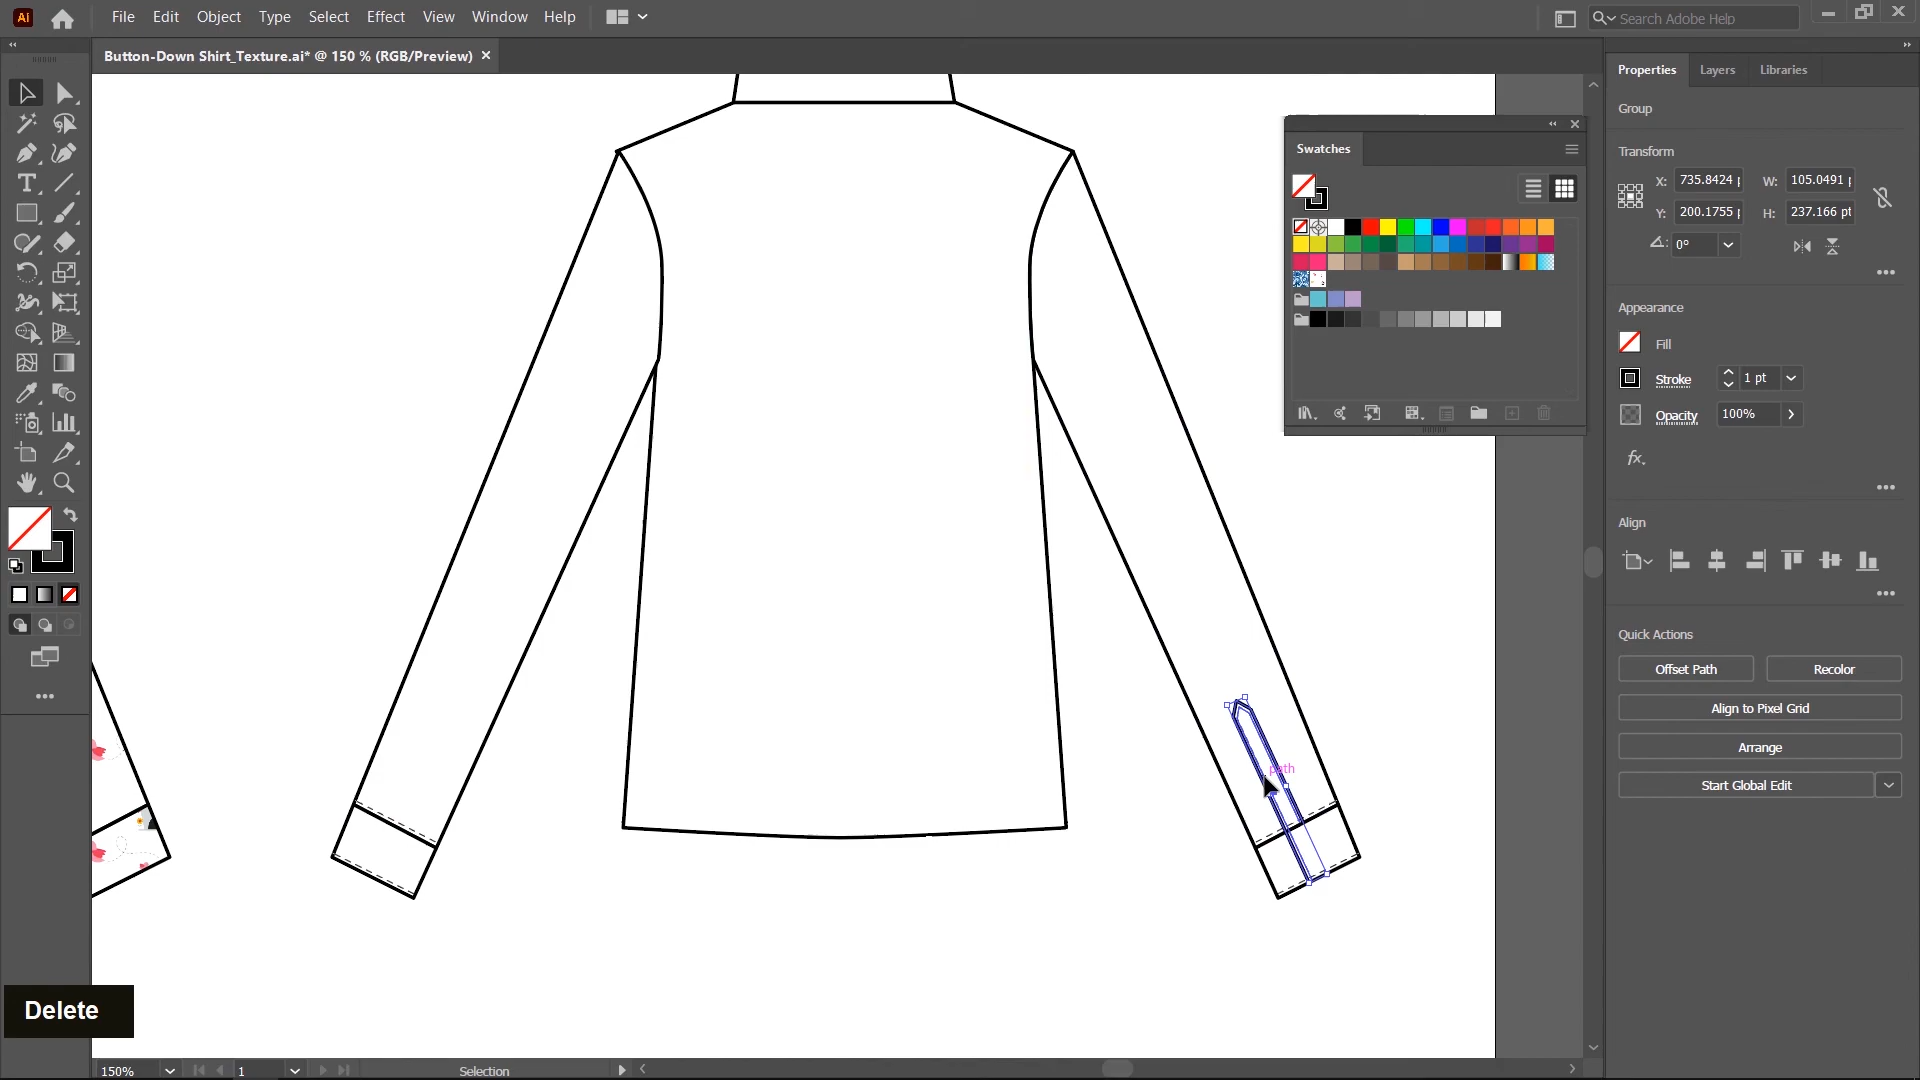 Ai
File Edit Object Type Select Effect View Window Help
Search Adobe Help
Button-Down Shirt_Texture.ai* @ 150 % (RGB/Preview)
Properties Layers Libraries
Group
Swatches
Transform
X: 735.8424 p W: 105.0491 p
Y: 200.1755 p H: 237.166 pt
0°
Appearance
Fill
Stroke 1 pt
Opacity 100%
fx.
Align
Quick Actions
Offset Path Recolor
Align to Pixel Grid
Arrange
Start Global Edit
path
Delete
150% 1 Selection